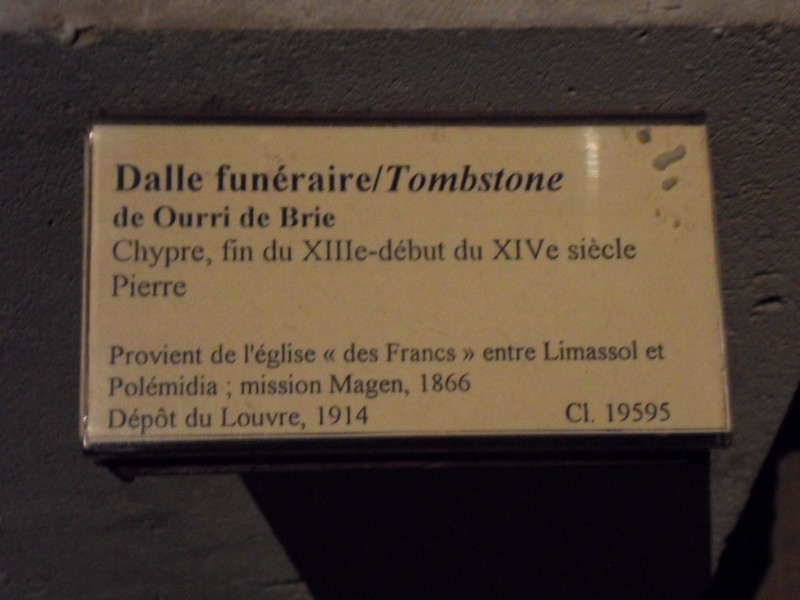 Dalle funéraire/Tombstone
de Ourri de Brie
Chypre, fin du XIIIe-début du XIVe siècle
Pierre
Provient de l'église « des Francs » entre Limassol et
Polémidia ; mission Magen, 1866
Dépôt du Louvre, 1914 Cl. 19595